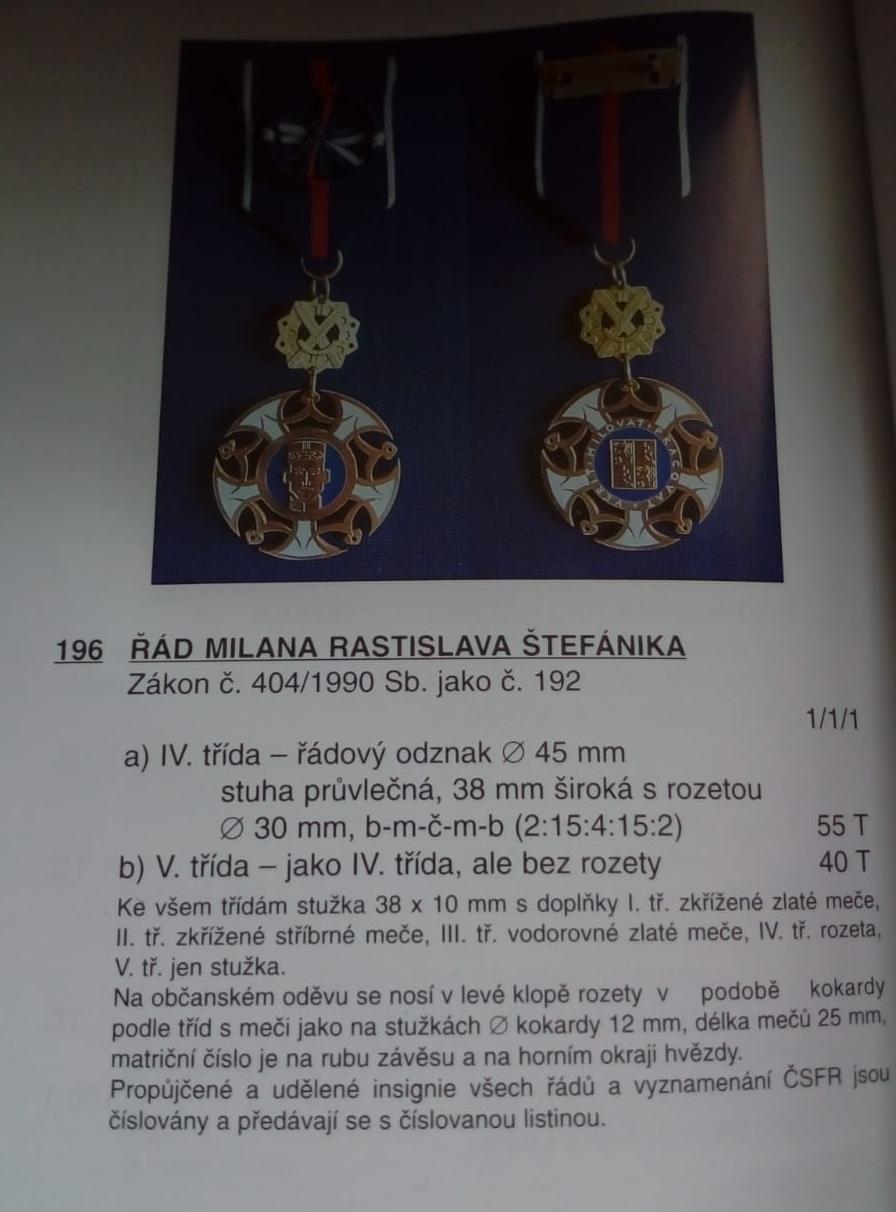 VĚŘIT·MILOVAT·PRACOVAT
196 ŘÁD MILANA RASTISLAVA ŠTEFÁNIKA
Zákon č. 404/1990 Sb. jako č. 192
1/1/1
a) IV. třída – řádový odznak ∅ 45 mm
stuha průvlečná, 38 mm široká s rozetou
∅ 30 mm, b-m-č-m-b (2:15:4:15:2) 55 T
b) V. třída – jako IV. třída, ale bez rozety 40 T
Ke všem třídám stužka 38 x 10 mm s doplňky I. tř. zkřížené zlaté meče,
II. tř. zkřížené stříbrné meče, III. tř. vodorovné zlaté meče, IV. tř. rozeta,
V. tř. jen stužka.
Na občanském oděvu se nosí v levé klopě rozety v podobě kokardy
podle tříd s meči jako na stužkách ∅ kokardy 12 mm, délka mečů 25 mm,
matriční číslo je na rubu závěsu a na horním okraji hvězdy.
Propůjčené a udělené insignie všech řádů a vyznamenání ČSFR jsou
číslovány a předávají se s číslovanou listinou.